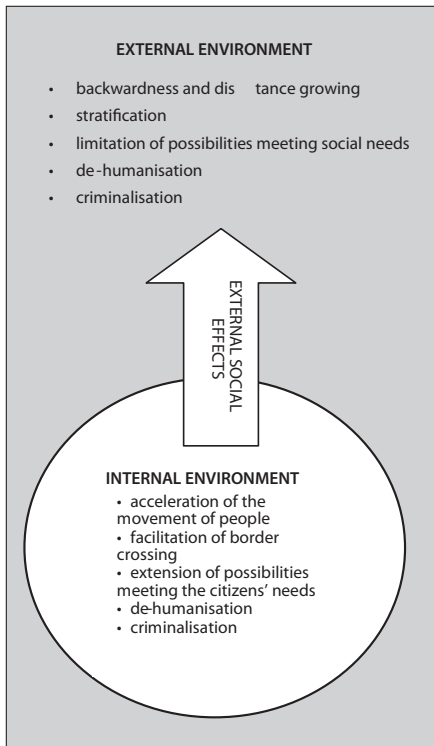 EXTERNAL ENVIRONMENT
• backwardness and dis tance growing
• stratification
• limitation of possibilities meeting social needs
• de-humanisation
• criminalisation
EXTERNAL SOCIAL
EFFECTS
INTERNAL ENVIRONMENT
• acceleration of the
movement of people
• facilitation of border
crossing
• extension of possibilities
meeting the citizens' needs
• de-humanisation
• criminalisation